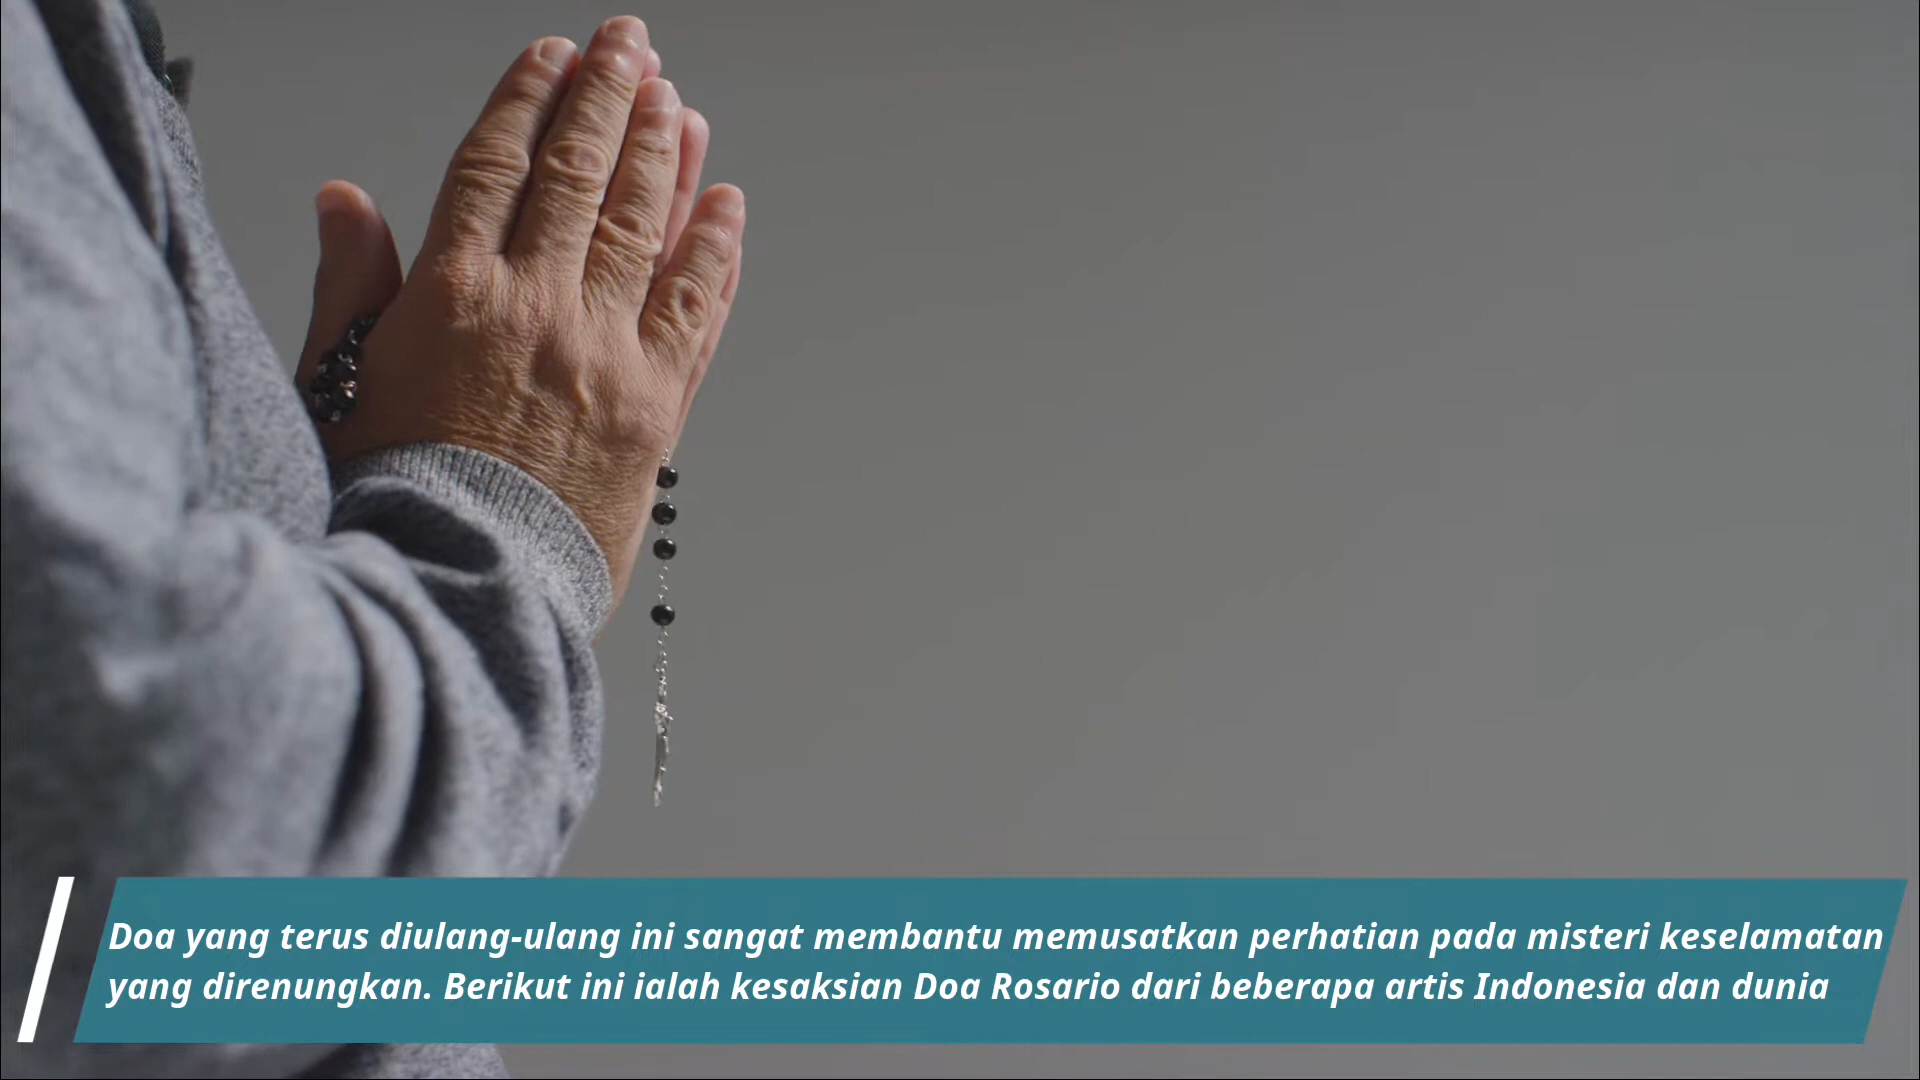 Doa yang terus diulang-ulang ini sangat membantu memusatkan perhatian pada misteri keselamatan
yang direnungkan. Berikut ini ialah kesaksian Doa Rosario dari beberapa artis Indonesia dan dunia